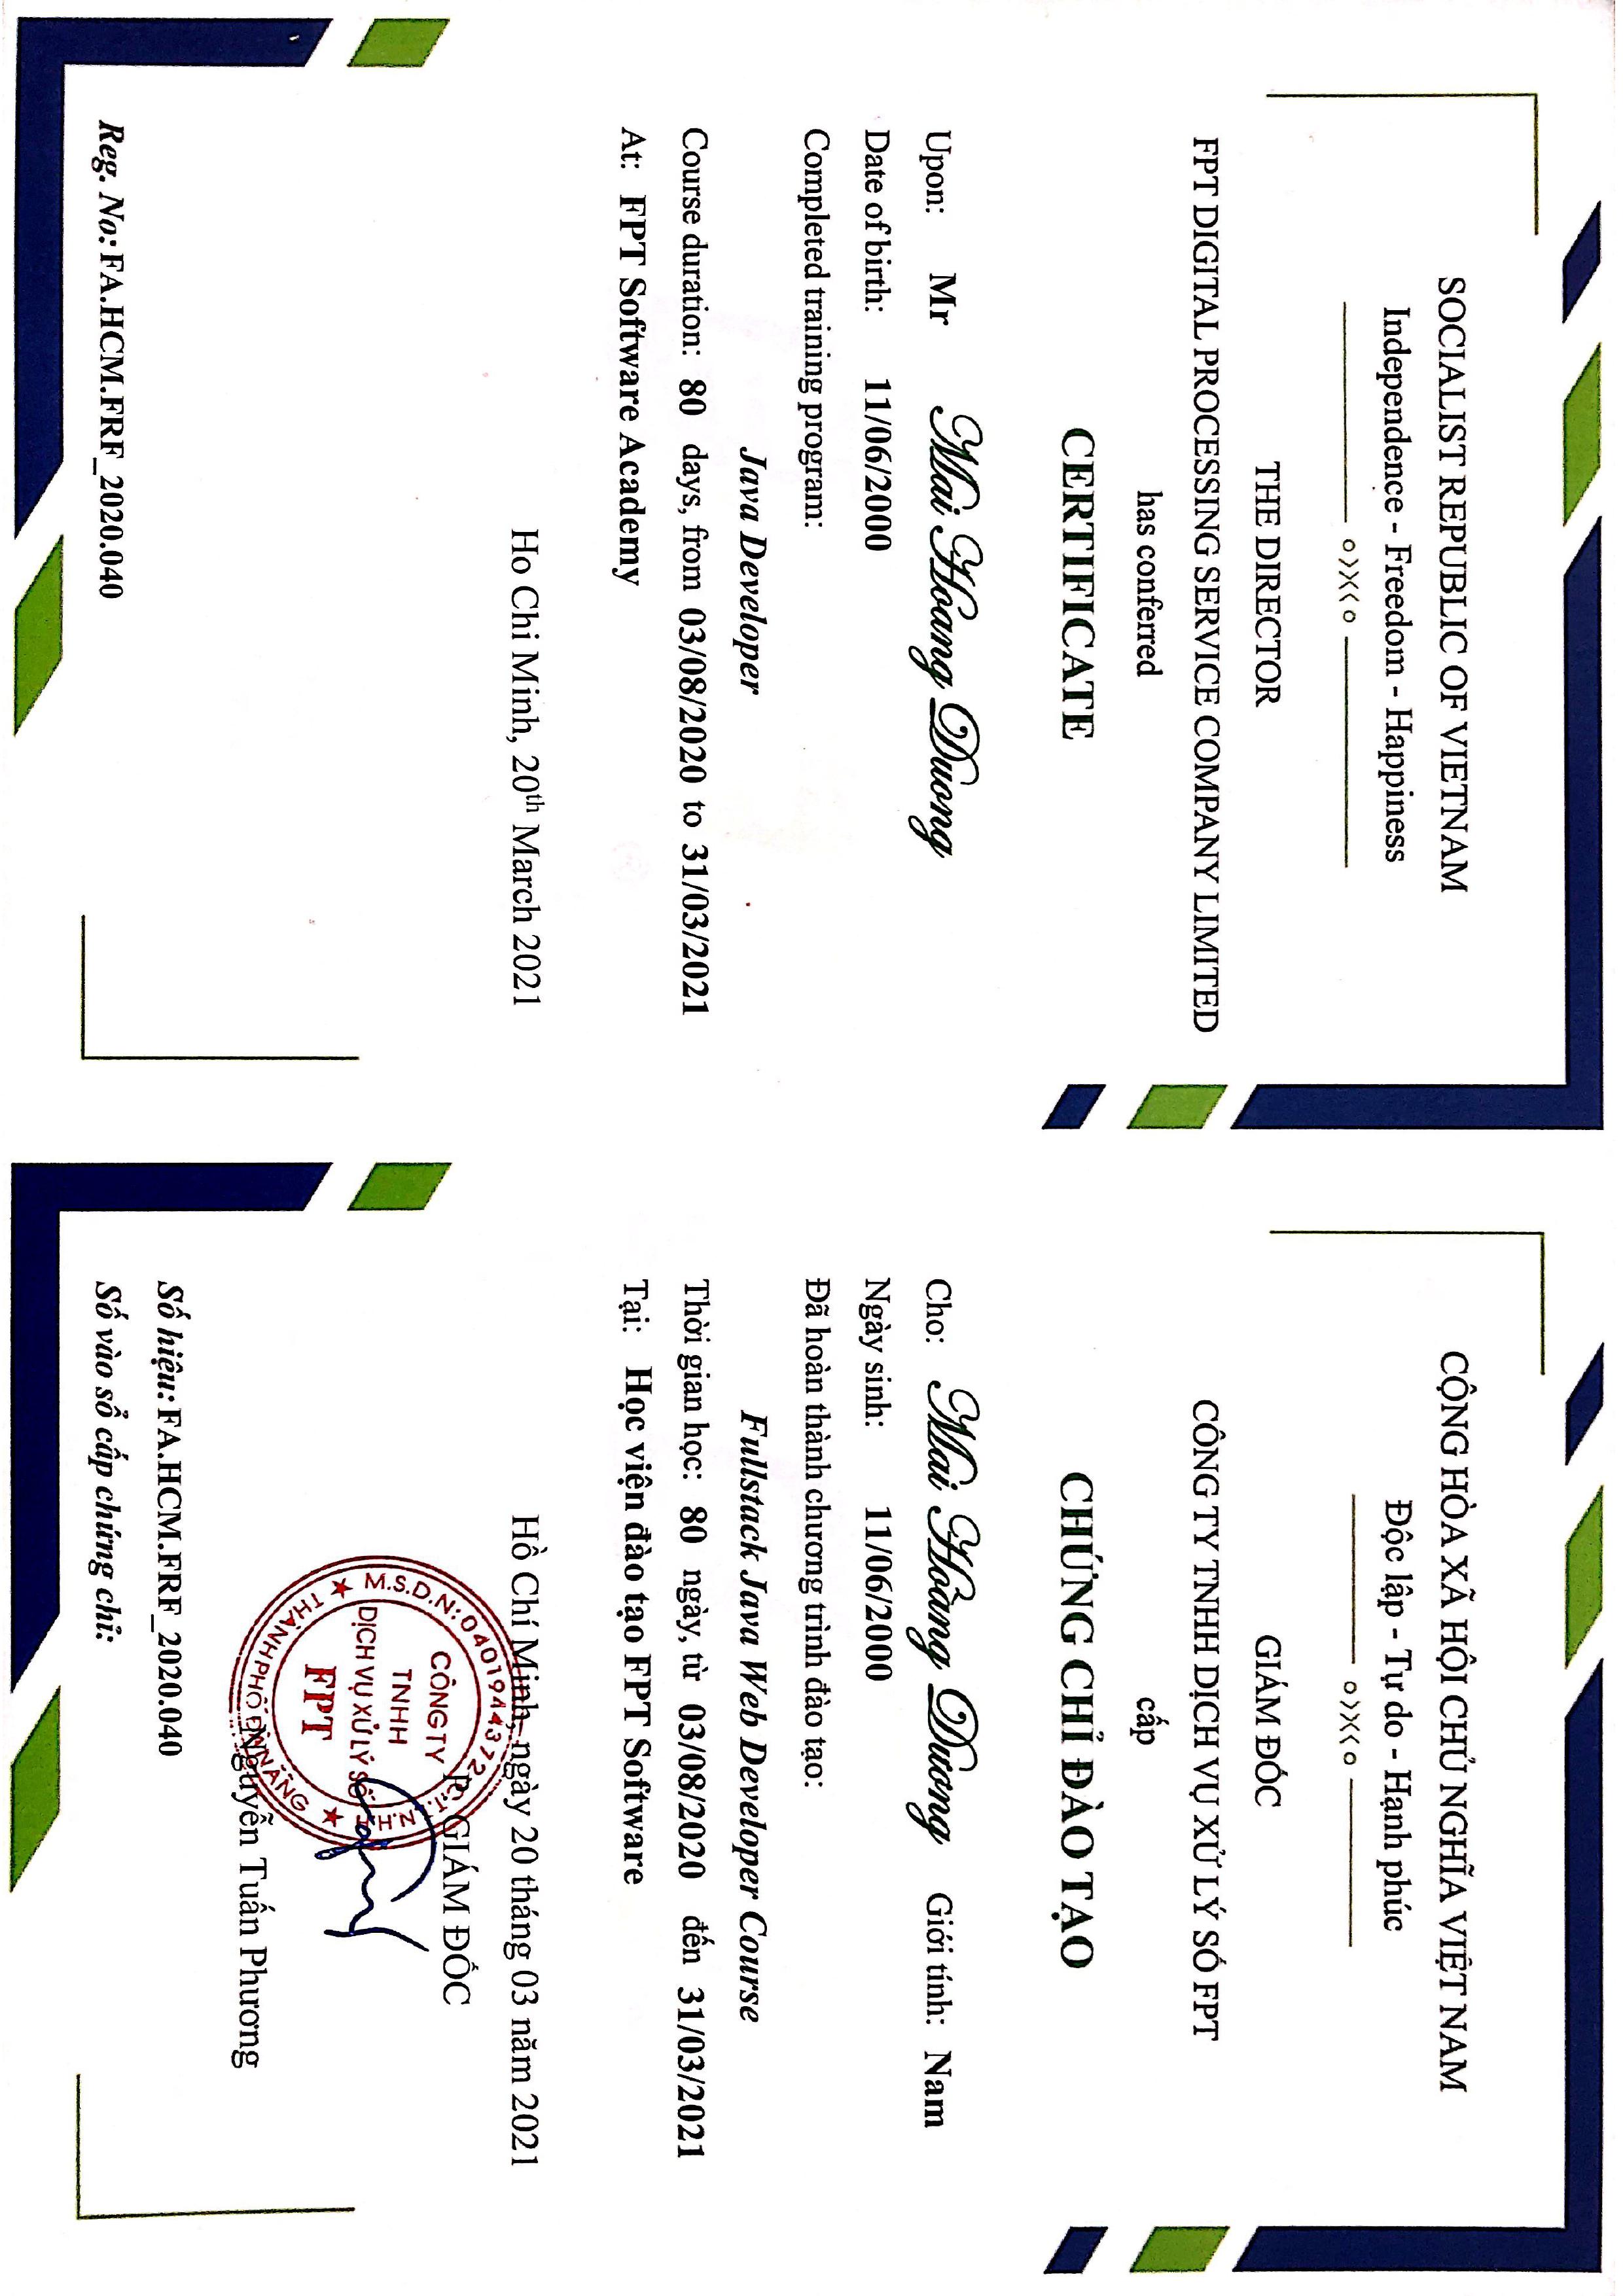 SOCIALIST REPUBLIC OF VIETNAM
Independence - Freedom - Happiness
THE DIRECTOR
FPT DIGITAL PROCESSING SERVICE COMPANY LIMITED
has conferred
CERTIFICATE
Upon: Mr Mai Hoang Duong
Date of birth: 11/06/2000
Completed training program:
Java Developer
Course duration: 80 days, from 03/08/2020 to 31/03/2021
At: FPT Software Academy
Ho Chi Minh, 20th March 2021
Reg. No: FA.HCM.FRF_2020.040
CỘNG HÒA XÃ HỘI CHỦ NGHĨA VIỆT NAM
Độc lập - Tự do - Hạnh phúc
GIÁM ĐỐC
CÔNG TY TNHH DỊCH VỤ XỬ LÝ SỐ FPT
cấp
CHỨNG CHỈ ĐÀO TẠO
Cho: Mai Hoàng Dương Giới tính: Nam
Ngày sinh: 11/06/2000
Đã hoàn thành chương trình đào tạo:
Fullstack Java Web Developer Course
Thời gian học: 80 ngày, từ 03/08/2020 đến 31/03/2021
Tại: Học viện đào tạo FPT Software
Hồ Chí Minh, ngày 20 tháng 03 năm 2021
P. GIÁM ĐỐC
M.S.D.N: 0401944372 C.T.T.N.H.H
CÔNG TY
TNHH
DỊCH VỤ XỬ LÝ SỐ
FPT
THÀNH PHỐ ĐÀ NẴNG
Nguyễn Tuấn Phương
Số hiệu: FA.HCM.FRF_2020.040
Số vào sổ cấp chứng chỉ: